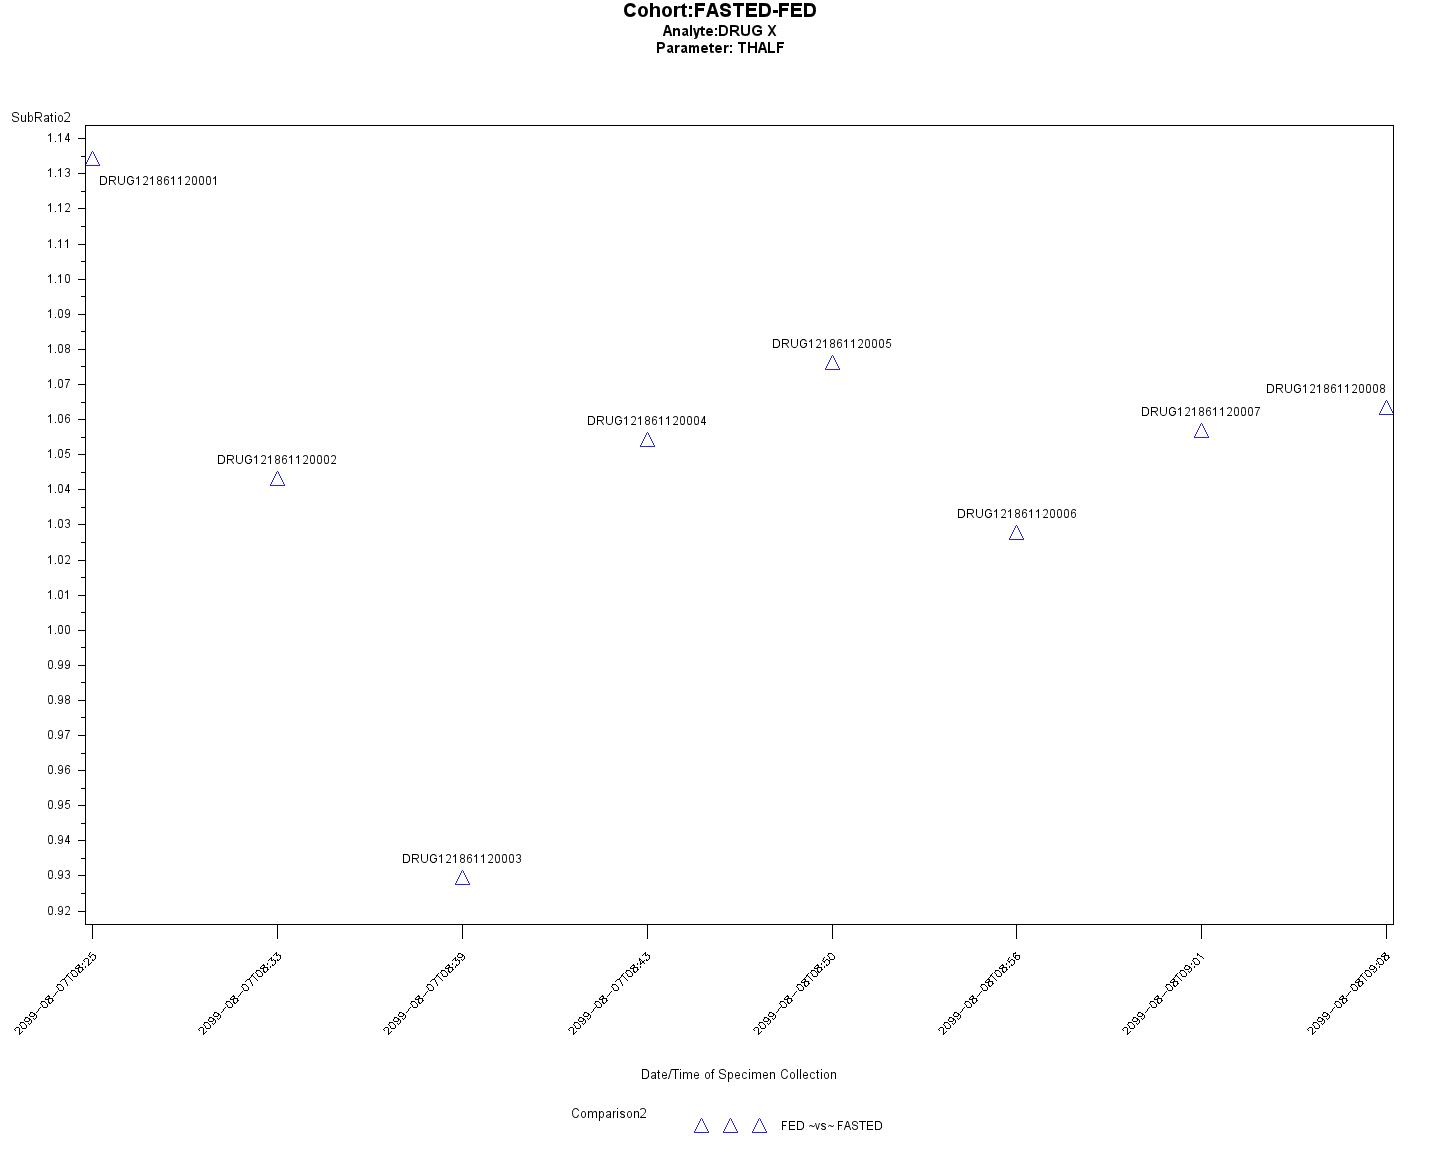 Cohort:FASTED-FED
Analyte:DRUG X
Parameter: THALF
SubRatio2
1.14
1.13
1.12
1.11
1.10
1.09
1.08
1.07
1.06
1.05
1.04
1.03
1.02
1.01
1.00
0.99
0.98
0.97
0.96
0.95
0.94
0.93
0.92
DRUG121861120001
DRUG121861120002
DRUG121861120003
DRUG121861120004
DRUG121861120005
DRUG121861120006
DRUG121861120007
DRUG121861120008
2099-08-07T08:25
2099-08-07T08:33
2099-08-07T08:39
2099-08-07T08:43
2099-08-08T08:50
2099-08-08T08:56
2099-08-08T09:01
2099-08-08T09:08
Date/Time of Specimen Collection
Comparison2
FED ~vs~ FASTED